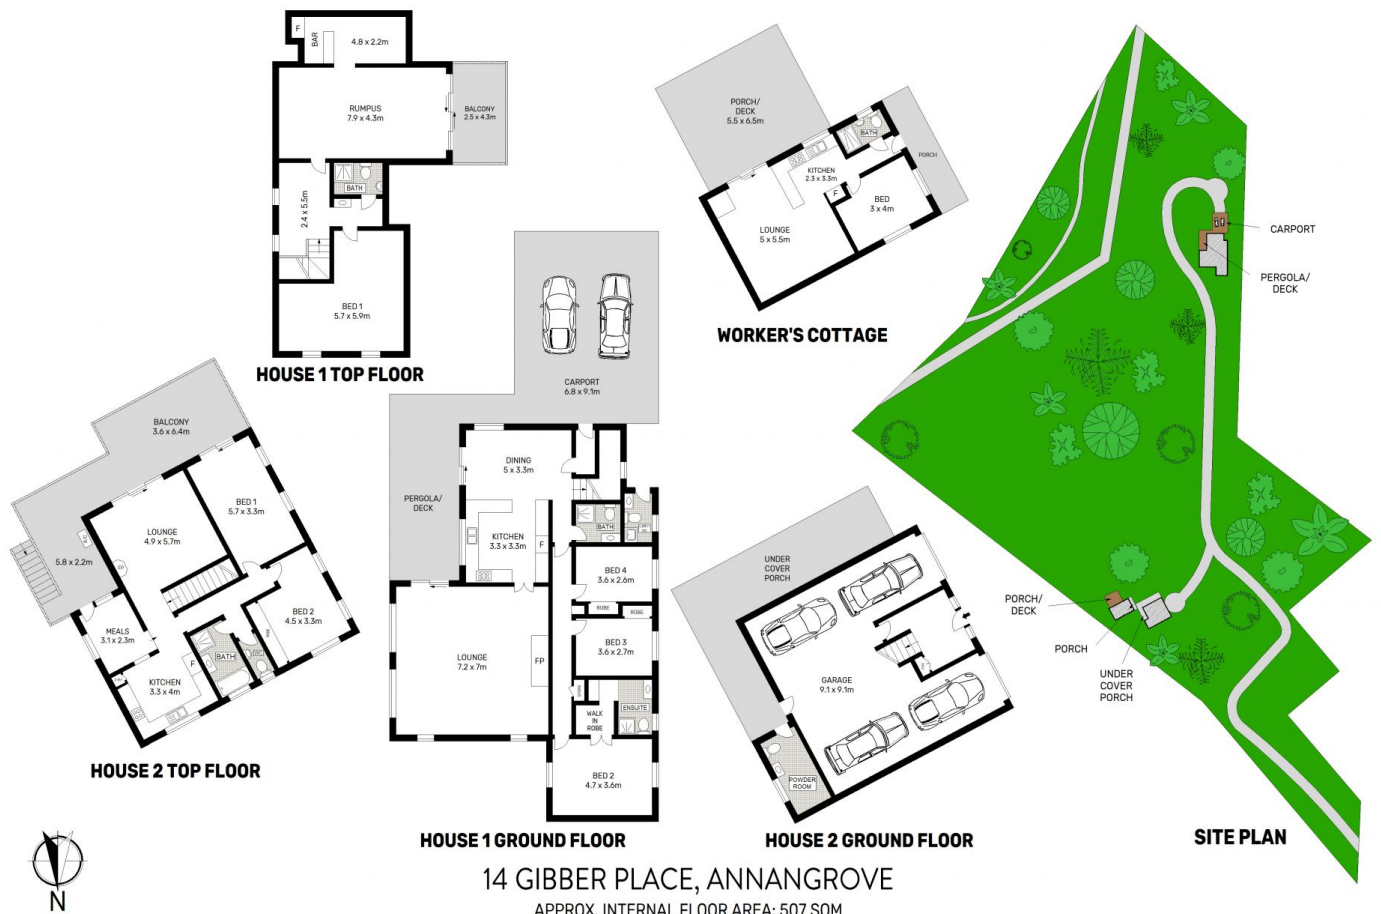 F
BAR
4.8 x 2.2m
RUMPUS
7.9 x 4.3m
BALCONY
2.5 x 4.3m
BATH
2.4 x 5.5m
BED 1
5.7 x 5.9m
HOUSE 1 TOP FLOOR
PORCH/
DECK
5.5 x 6.5m
BATH
PORCH
KITCHEN
2.3 x 3.3m
F
BED
3 x 4m
LOUNGE
5 x 5.5m
WORKER'S COTTAGE
CARPORT
PERGOLA/
DECK
PORCH/
DECK
PORCH
UNDER
COVER
PORCH
SITE PLAN
BALCONY
3.6 x 6.4m
BED 1
5.7 x 3.3m
LOUNGE
4.9 x 5.7m
A/C
5.8 x 2.2m
FP
BED 2
4.5 x 3.3m
ROBE
MEALS
3.1 x 2.3m
BATH
WC
F
KITCHEN
3.3 x 4m
HOUSE 2 TOP FLOOR
CARPORT
6.8 x 9.1m
DINING
5 x 3.3m
PERGOLA/
DECK
KITCHEN
3.3 x 3.3m
F
BATH
BED 4
3.6 x 2.6m
ROBE
ROBE
BED 3
3.6 x 2.7m
LOUNGE
7.2 x 7m
FP
WALK
IN
ROBE
ENSUITE
BED 2
4.7 x 3.6m
HOUSE 1 GROUND FLOOR
UNDER
COVER
PORCH
GARAGE
9.1 x 9.1m
POWDER
ROOM
HOUSE 2 GROUND FLOOR
N
14 GIBBER PLACE, ANNANGROVE
APPROX. INTERNAL FLOOR AREA: 507 SQM